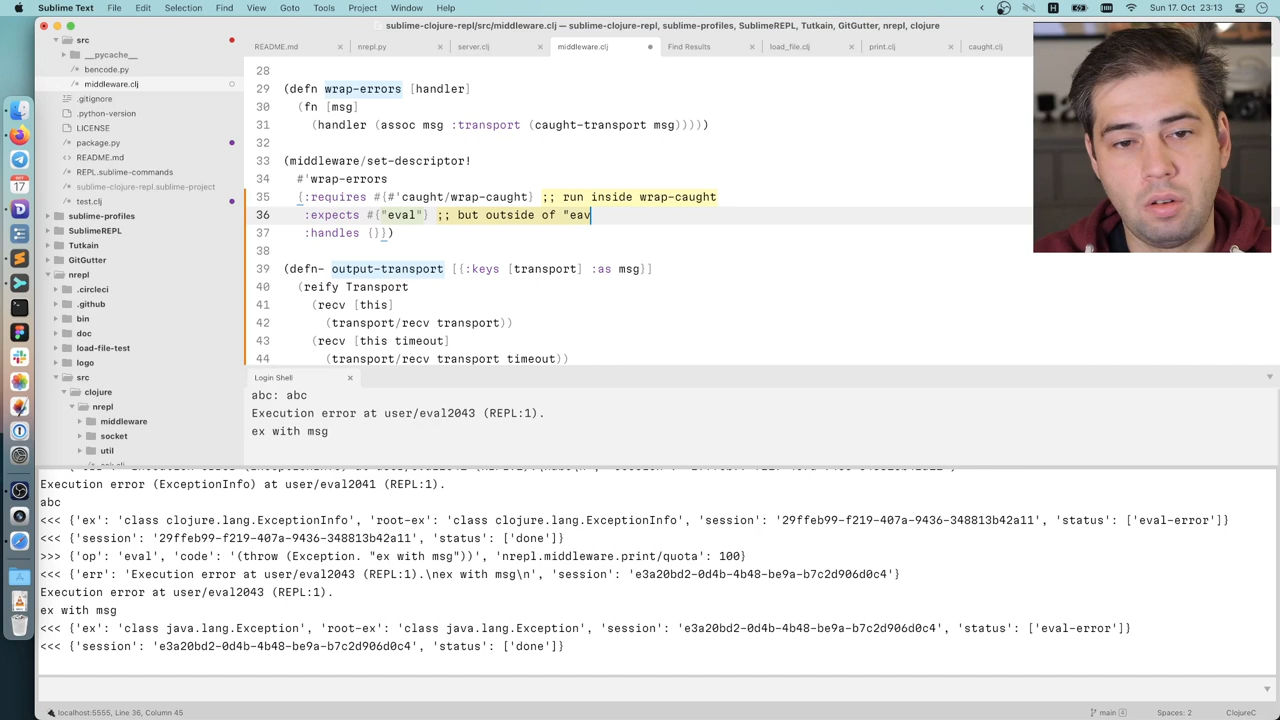 Sublime Text File Edit Selection Find View Goto Tools Project Window Help
Sun 17. Oct 23:13
sublime-clojure-repl/src/middleware.clj — sublime-clojure-repl, sublime-profiles, SublimeREPL, Tutkain, GitGutter, nrepl, clojure
README.md nrepl.py server.clj middleware.clj Find Results load_file.clj print.clj caught.clj
src
__pycache__
bencode.py
middleware.clj
.gitignore
.python-version
LICENSE
package.py
README.md
REPL.sublime-commands
sublime-clojure-repl.sublime-project
test.clj
sublime-profiles
SublimeREPL
Tutkain
GitGutter
nrepl
.circleci
.github
bin
doc
load-file-test
logo
src
clojure
nrepl
middleware
socket
util
28
29 (defn wrap-errors [handler]
30 (fn [msg]
31 (handler (assoc msg :transport (caught-transport msg)))))
32
33 (middleware/set-descriptor!
34 #'wrap-errors
35 {:requires #{#'caught/wrap-caught} ;; run inside wrap-caught
36 :expects #{"eval"} ;; but outside of "eav
37 :handles {}})
38
39 (defn- output-transport [{:keys [transport] :as msg}]
40 (reify Transport
41 (recv [this]
42 (transport/recv transport))
43 (recv [this timeout]
44 (transport/recv transport timeout))
Login Shell
abc: abc
Execution error at user/eval2043 (REPL:1).
ex with msg
Execution error (ExceptionInfo) at user/eval2041 (REPL:1).
abc
<<< {'ex': 'class clojure.lang.ExceptionInfo', 'root-ex': 'class clojure.lang.ExceptionInfo', 'session': '29ffeb99-f219-407a-9436-348813b42a11', 'status': ['eval-error']}
<<< {'session': '29ffeb99-f219-407a-9436-348813b42a11', 'status': ['done']}
>>> {'op': 'eval', 'code': '(throw (Exception. "ex with msg"))', 'nrepl.middleware.print/quota': 100}
<<< {'err': 'Execution error at user/eval2043 (REPL:1).\nex with msg\n', 'session': 'e3a20bd2-0d4b-4b48-be9a-b7c2d906d0c4'}
Execution error at user/eval2043 (REPL:1).
ex with msg
<<< {'ex': 'class java.lang.Exception', 'root-ex': 'class java.lang.Exception', 'session': 'e3a20bd2-0d4b-4b48-be9a-b7c2d906d0c4', 'status': ['eval-error']}
<<< {'session': 'e3a20bd2-0d4b-4b48-be9a-b7c2d906d0c4', 'status': ['done']}
localhost:5555, Line 36, Column 45
main 4 Spaces: 2 ClojureC